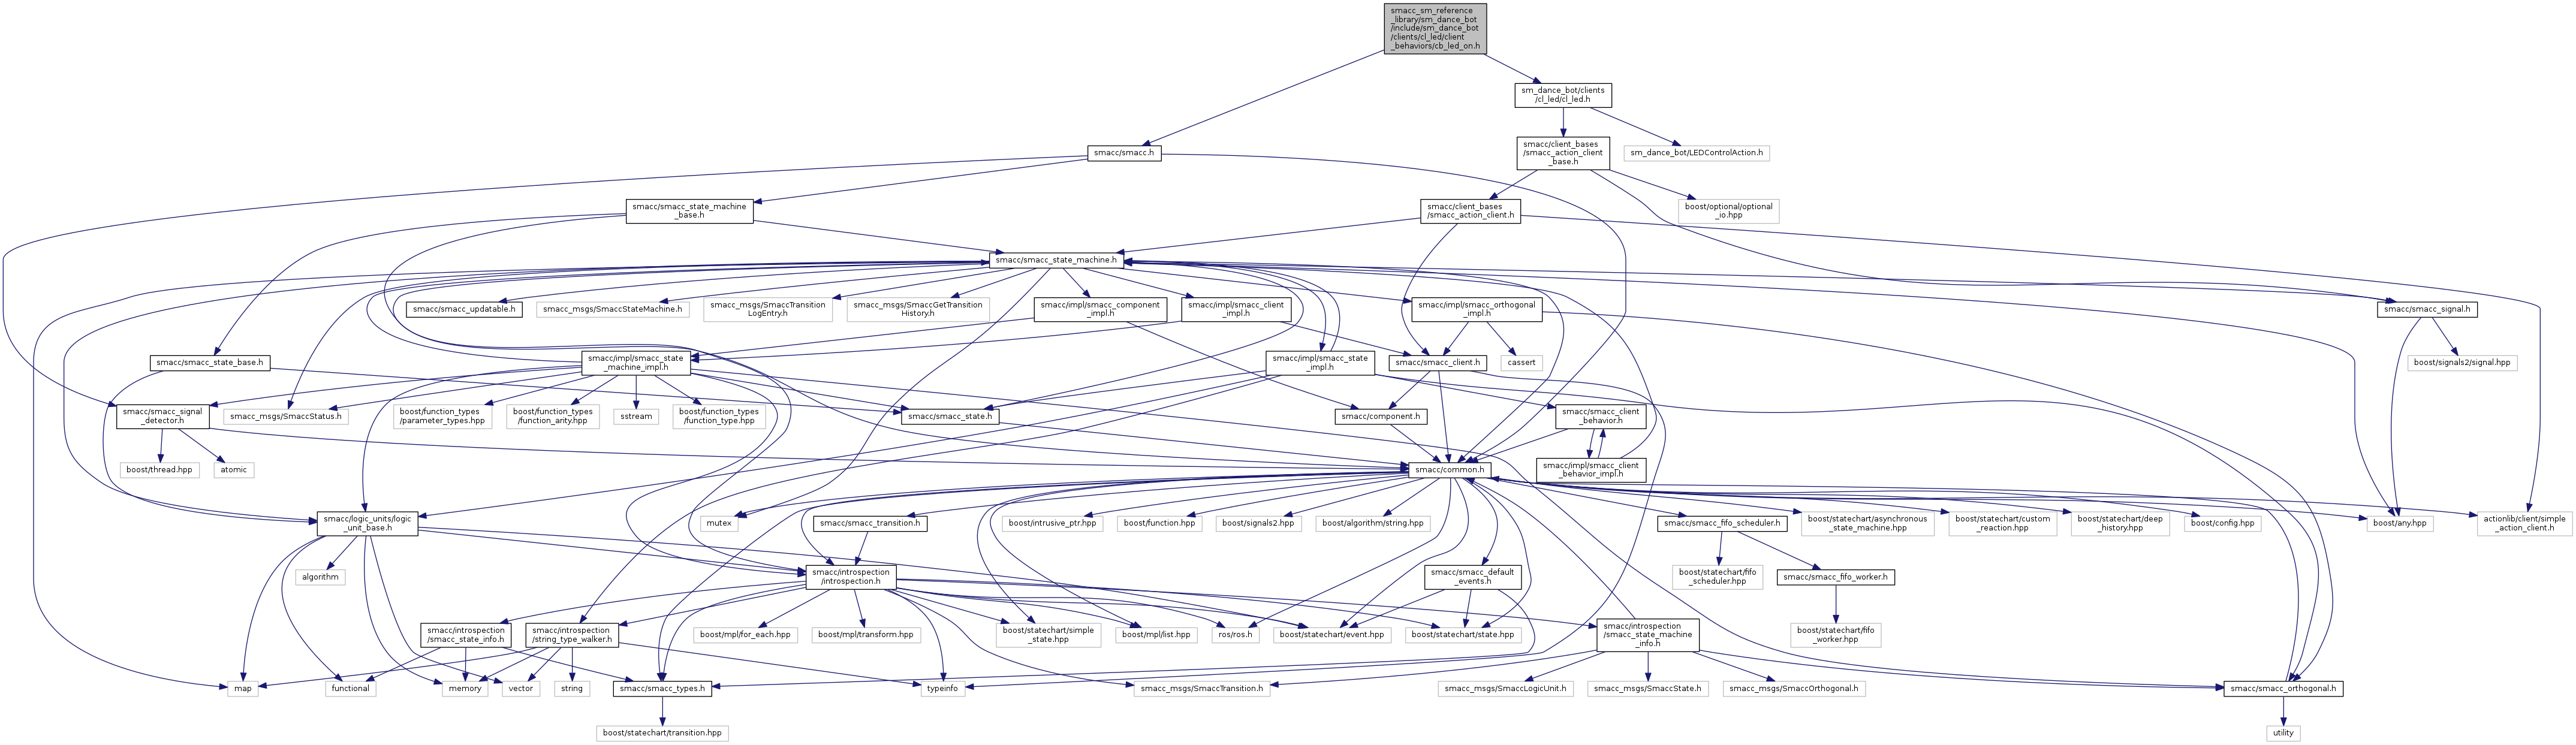 smacc_sm_reference
_library/sm_dance_bot
/include/sm_dance_bot
/clients/cl_led/client
_behaviors/cb_led_on.h
sm_dance_bot/clients
/cl_led/cl_led.h
smacc/smacc.h
smacc/client_bases
/smacc_action_client
_base.h
sm_dance_bot/LEDControlAction.h
smacc/smacc_state_machine
_base.h
smacc/client_bases
/smacc_action_client.h
boost/optional/optional
_io.hpp
smacc/smacc_state_machine.h
smacc/smacc_updatable.h
smacc_msgs/SmaccStateMachine.h
smacc_msgs/SmaccTransition
LogEntry.h
smacc_msgs/SmaccGetTransition
History.h
smacc/impl/smacc_component
_impl.h
smacc/impl/smacc_client
_impl.h
smacc/impl/smacc_orthogonal
_impl.h
smacc/smacc_signal.h
smacc/smacc_state_base.h
smacc/impl/smacc_state
_machine_impl.h
smacc/impl/smacc_state
_impl.h
smacc/smacc_client.h
cassert
boost/signals2/signal.hpp
smacc/smacc_signal
_detector.h
smacc_msgs/SmaccStatus.h
boost/function_types
/parameter_types.hpp
boost/function_types
/function_arity.hpp
sstream
boost/function_types
/function_type.hpp
smacc/smacc_state.h
smacc/component.h
smacc/smacc_client
_behavior.h
boost/thread.hpp
atomic
smacc/common.h
smacc/impl/smacc_client
_behavior_impl.h
smacc/logic_units/logic
_unit_base.h
mutex
smacc/smacc_transition.h
boost/intrusive_ptr.hpp
boost/function.hpp
boost/signals2.hpp
boost/algorithm/string.hpp
smacc/smacc_fifo_scheduler.h
boost/statechart/asynchronous
_state_machine.hpp
boost/statechart/custom
_reaction.hpp
boost/statechart/deep
_history.hpp
boost/config.hpp
boost/any.hpp
actionlib/client/simple
_action_client.h
algorithm
smacc/introspection
/introspection.h
smacc/smacc_default
_events.h
boost/statechart/fifo
_scheduler.hpp
smacc/smacc_fifo_worker.h
smacc/introspection
/smacc_state_info.h
smacc/introspection
/string_type_walker.h
boost/mpl/for_each.hpp
boost/mpl/transform.hpp
boost/statechart/simple
_state.hpp
boost/mpl/list.hpp
ros/ros.h
boost/statechart/event.hpp
boost/statechart/state.hpp
smacc/introspection
/smacc_state_machine
_info.h
boost/statechart/fifo
_worker.hpp
map
functional
memory
vector
string
smacc/smacc_types.h
typeinfo
smacc_msgs/SmaccTransition.h
smacc_msgs/SmaccLogicUnit.h
smacc_msgs/SmaccState.h
smacc_msgs/SmaccOrthogonal.h
smacc/smacc_orthogonal.h
boost/statechart/transition.hpp
utility